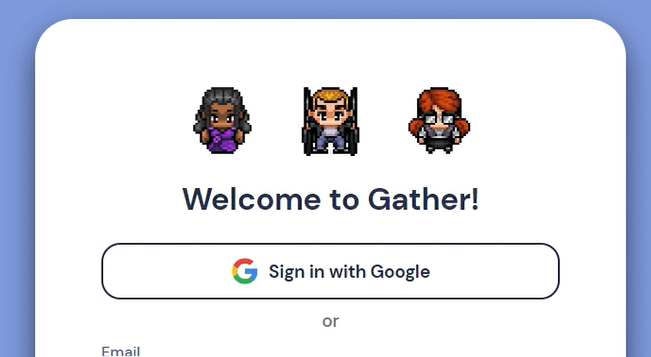 Welcome to Gather!
Sign in with Google
or
Email